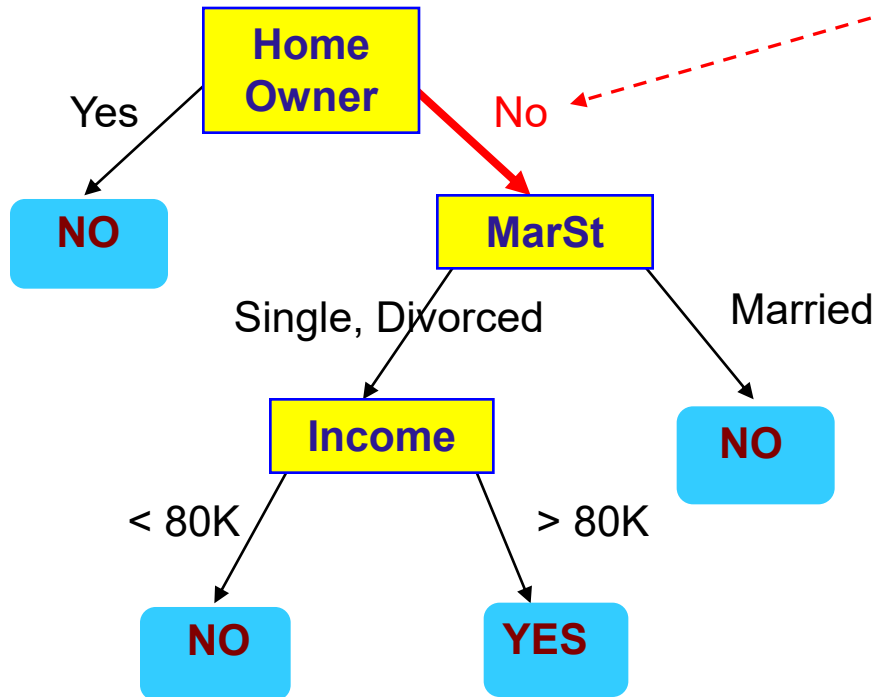 Home
Owner
Yes
No
NO
MarSt
Single, Divorced
Married
Income
NO
< 80K
> 80K
NO
YES